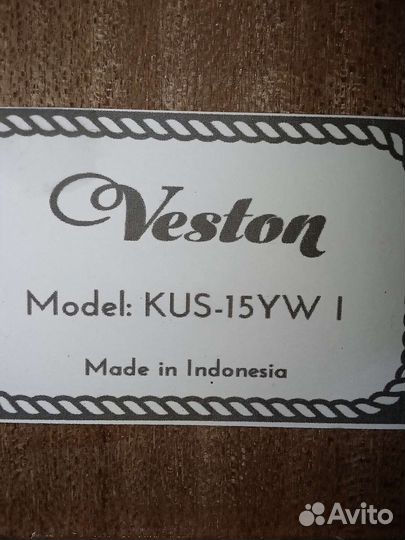 Veston
Model: KUS-15YW I
Made in Indonesia
Avito